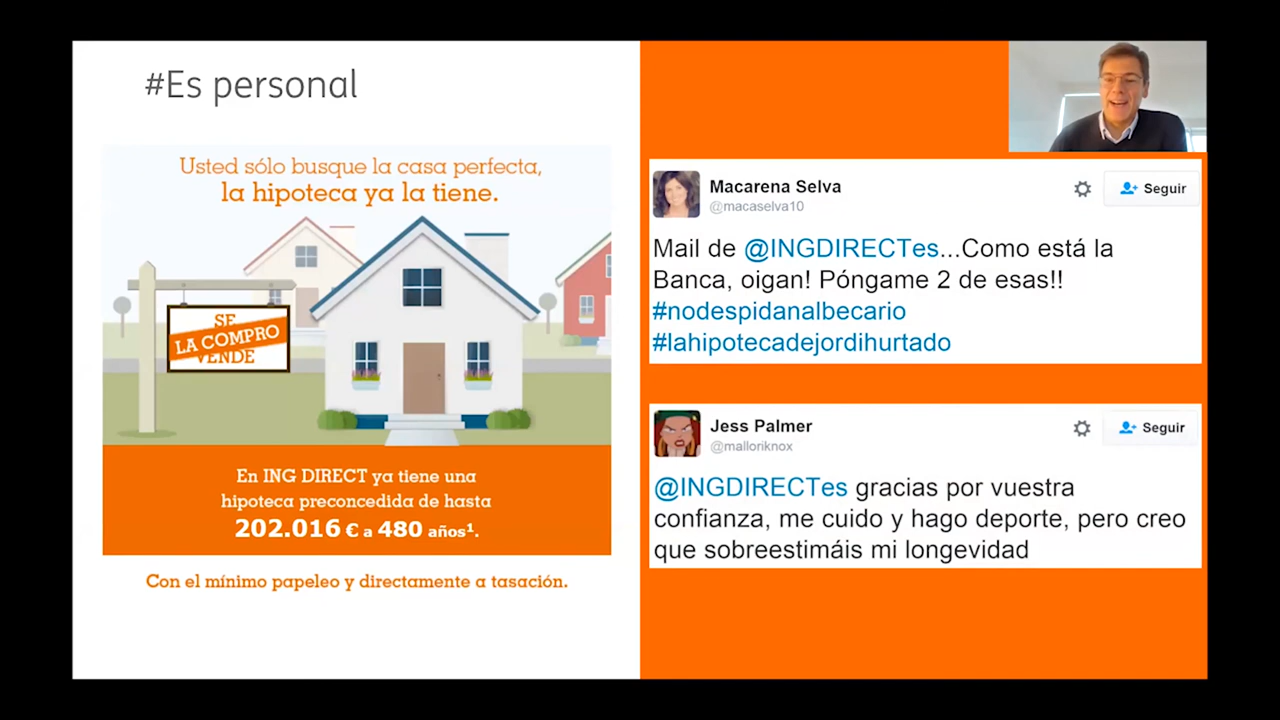 #Es personal
Usted sólo busque la casa perfecta,
la hipoteca ya la tiene.
SE
LA COMPRO
VENDE
En ING DIRECT ya tiene una
hipoteca preconcedida de hasta
202.016 € a 480 años¹.
Con el mínimo papeleo y directamente a tasación.
Macarena Selva
@macaselva10
Seguir
Mail de @INGDIRECTes...Como está la
Banca, oigan! Póngame 2 de esas!!
#nodespidanalbecario
#lahipotecadejordihurtado
Jess Palmer
@malloriknox
Seguir
@INGDIRECTes gracias por vuestra
confianza, me cuido y hago deporte, pero creo
que sobreestimáis mi longevidad